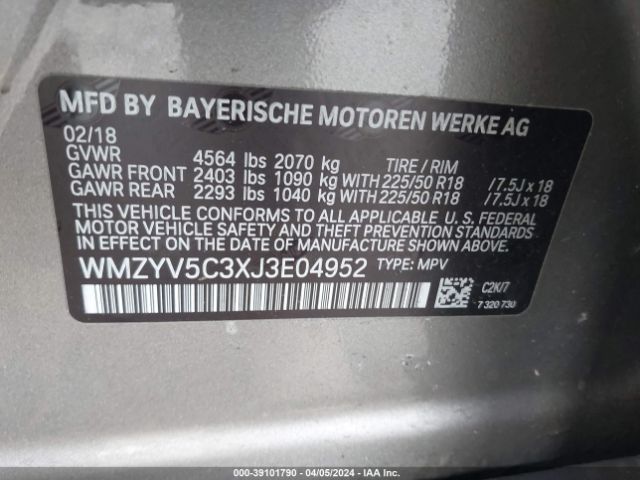 MFD BY BAYERISCHE MOTOREN WERKE AG
02/18
GVWR 4564 lbs 2070 kg TIRE / RIM
GAWR FRONT 2403 lbs 1090 kg WITH 225/50 R18 /7.5J x 18
GAWR REAR 2293 lbs 1040 kg WITH 225/50 R18 /7.5J x 18
THIS VEHICLE CONFORMS TO ALL APPLICABLE U. S. FEDERAL
MOTOR VEHICLE SAFETY, BUMPER, AND THEFT PREVENTION STANDARDS
IN EFFECT ON THE DATE OF MANUFACTURE SHOWN ABOVE.
WMZYV5C3XJ3E04952 TYPE: MPV
C2K/7
7 320 730
000-39101790 - 04/05/2024 - IAA Inc.